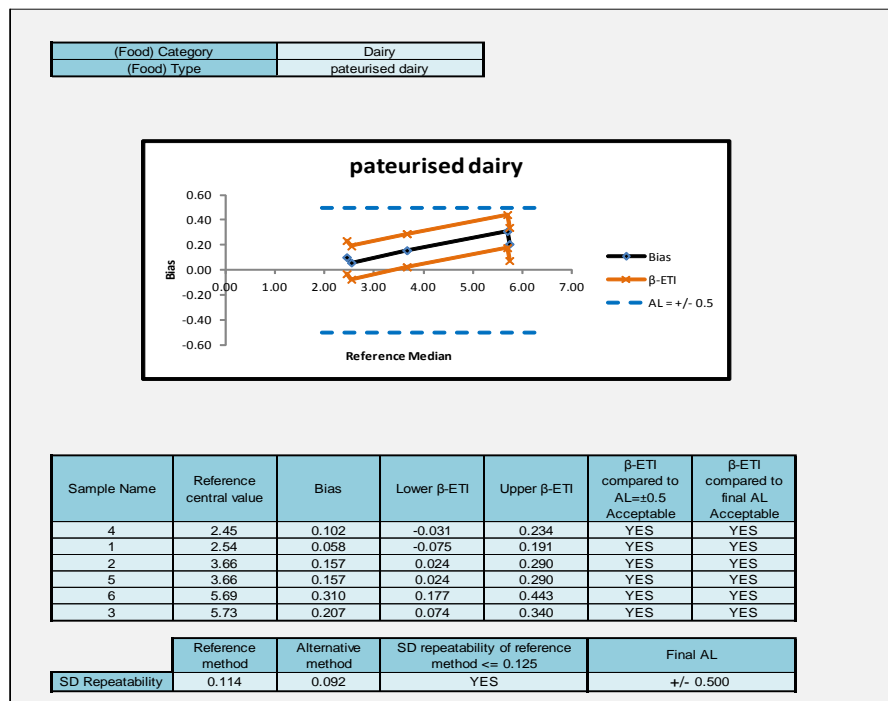 (Food) Category Dairy
(Food) Type pateurised dairy
pateurised dairy
0.60
0.40
0.20
0.00
-0.20
-0.40
-0.60
Bias
0.00 1.00 2.00 3.00 4.00 5.00 6.00 7.00
Reference Median
Bias
β-ETI
AL = +/- 0.5
Sample Name Reference central value Bias Lower β-ETI Upper β-ETI β-ETI compared to AL=±0.5 Acceptable β-ETI compared to final AL Acceptable
4 2.45 0.102 -0.031 0.234 YES YES
1 2.54 0.058 -0.075 0.191 YES YES
2 3.66 0.157 0.024 0.290 YES YES
5 3.66 0.157 0.024 0.290 YES YES
6 5.69 0.310 0.177 0.443 YES YES
3 5.73 0.207 0.074 0.340 YES YES
Reference method Alternative method SD repeatability of reference method <= 0.125 Final AL
SD Repeatability 0.114 0.092 YES +/- 0.500